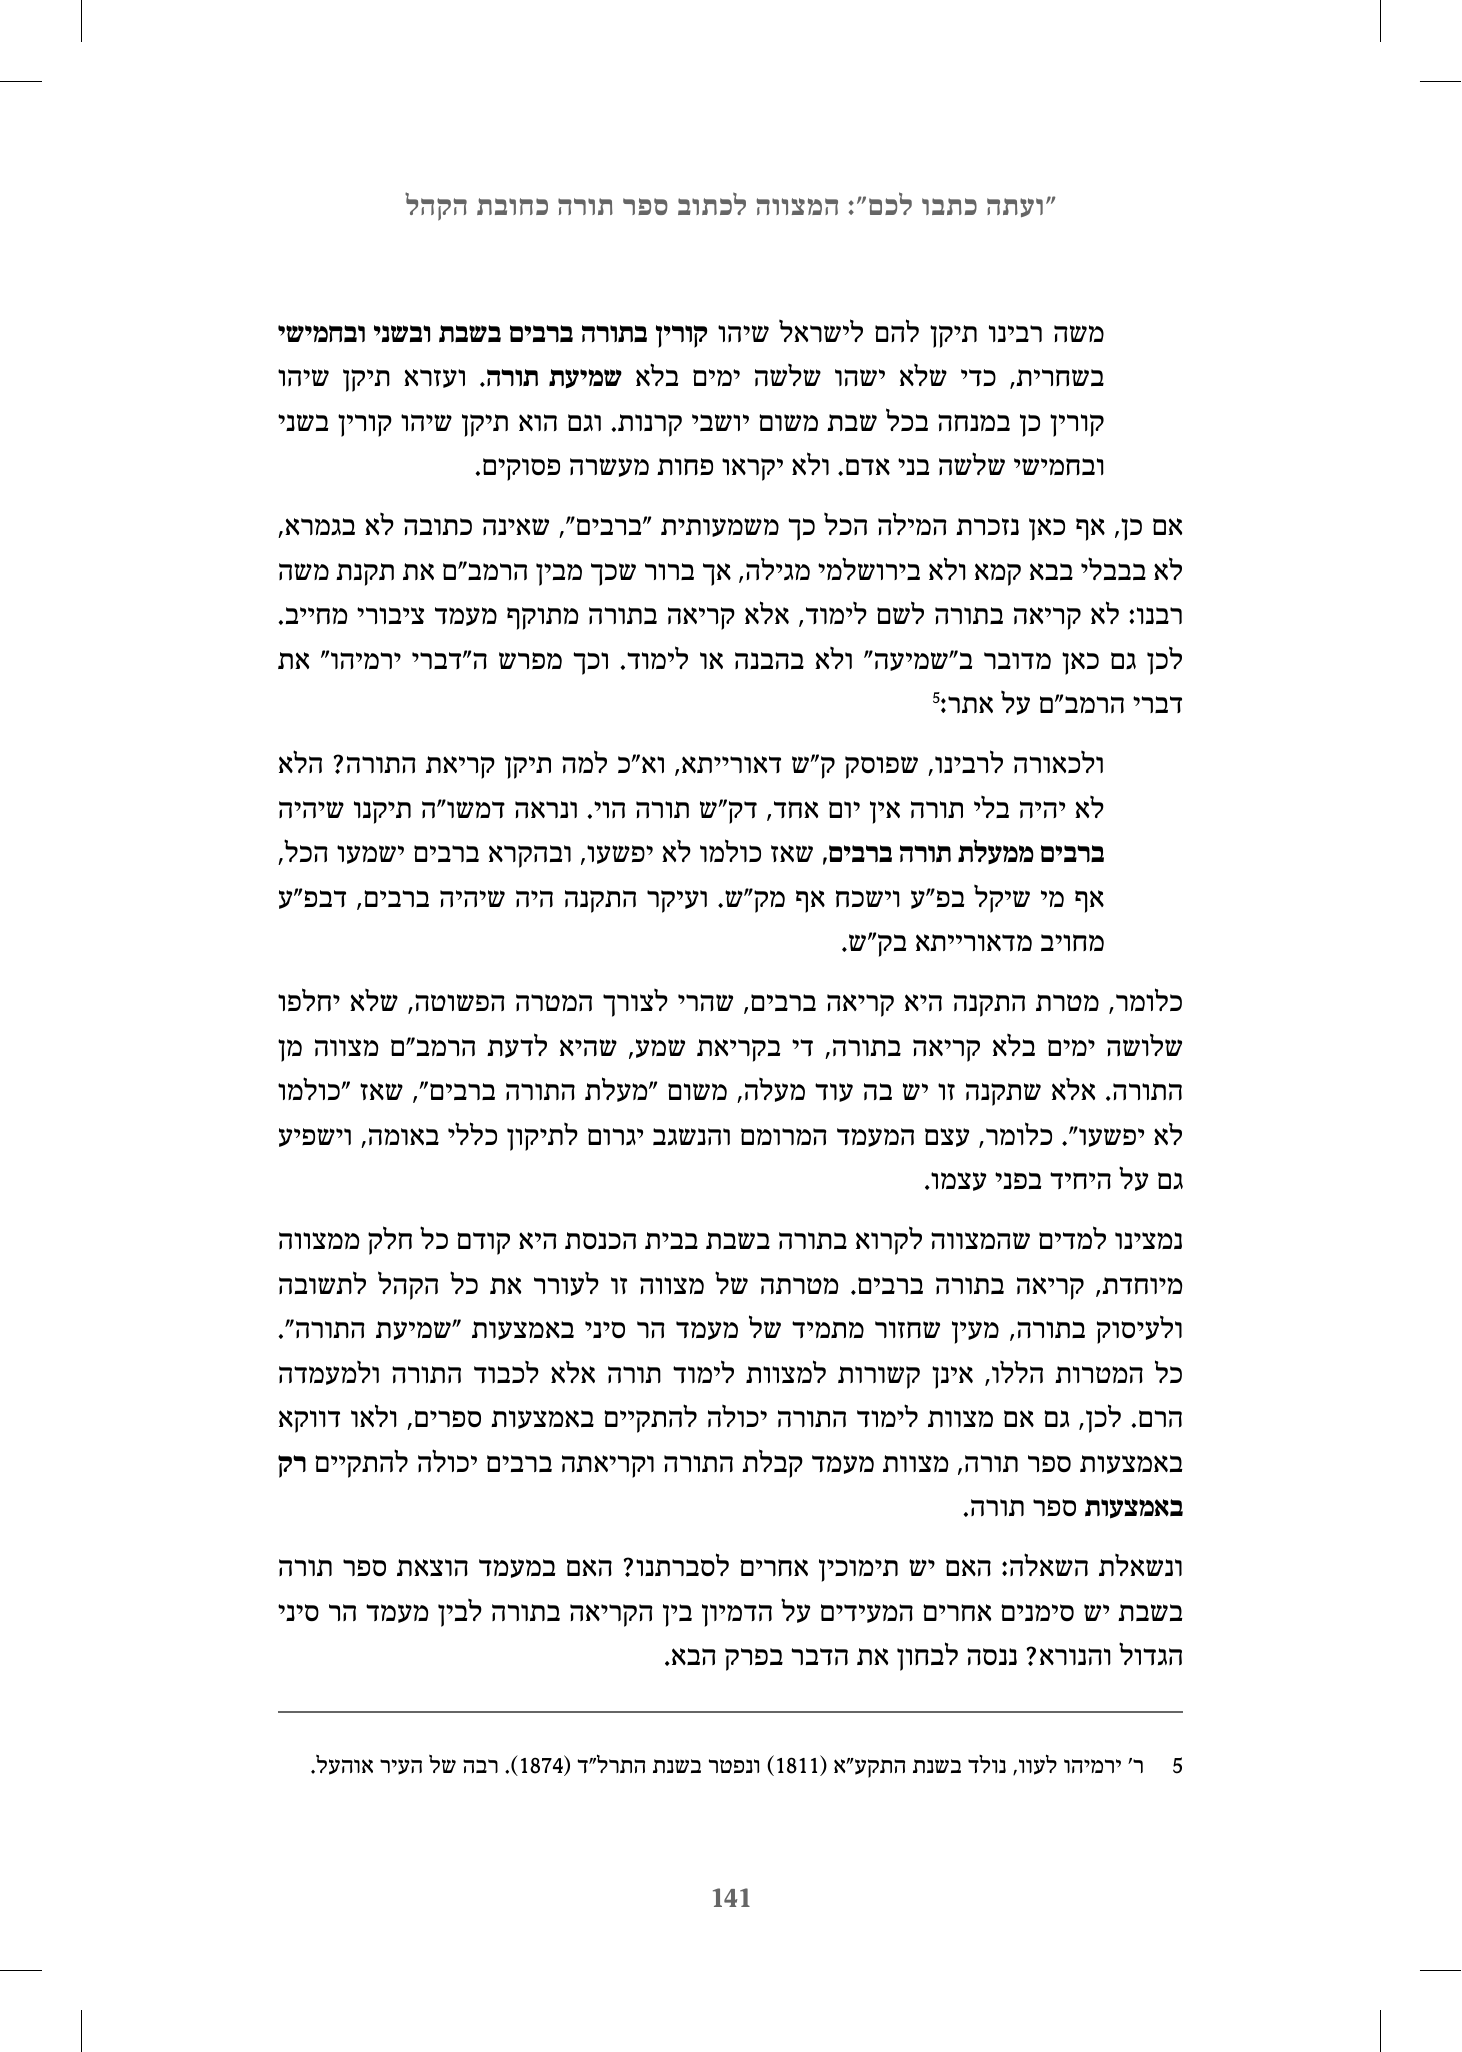 "ועתה כתבו לכם": המצווה לכתוב ספר תורה כחובת הקהל
משה רבינו תיקן להם לישראל שיהו קורין בתורה ברבים בשבת ובשני ובחמישי
בשחרית, כדי שלא ישהו שלשה ימים בלא שמיעת תורה. ועזרא תיקן שיהו
קורין כן במנחה בכל שבת משום יושבי קרנות. וגם הוא תיקן שיהו קורין בשני
ובחמישי שלשה בני אדם. ולא יקראו פחות מעשרה פסוקים.
אם כן, אף כאן נזכרת המילה הכל כך משמעותית "ברבים", שאינה כתובה לא בגמרא,
לא בבבלי בבא קמא ולא בירושלמי מגילה, אך ברור שכך מבין הרמב"ם את תקנת משה
רבנו: לא קריאה בתורה לשם לימוד, אלא קריאה בתורה מתוקף מעמד ציבורי מחייב.
לכן גם כאן מדובר ב"שמיעה" ולא בהבנה או לימוד. וכך מפרש ה"דברי ירמיהו" את
דברי הרמב"ם על אתר:5
ולכאורה לרבינו, שפוסק ק"ש דאורייתא, וא"כ למה תיקן קריאת התורה? הלא
לא יהיה בלי תורה אין יום אחד, דק"ש תורה הוי. ונראה דמשו"ה תיקנו שיהיה
ברבים ממעלת תורה ברבים, שאז כולמו לא יפשעו, ובהקרא ברבים ישמעו הכל,
אף מי שיקל בפ"ע וישכח אף מק"ש. ועיקר התקנה היה שיהיה ברבים, דבפ"ע
מחויב מדאורייתא בק"ש.
כלומר, מטרת התקנה היא קריאה ברבים, שהרי לצורך המטרה הפשוטה, שלא יחלפו
שלושה ימים בלא קריאה בתורה, די בקריאת שמע, שהיא לדעת הרמב"ם מצווה מן
התורה. אלא שתקנה זו יש בה עוד מעלה, משום "מעלת התורה ברבים", שאז "כולמו
לא יפשעו". כלומר, עצם המעמד המרומם והנשגב יגרום לתיקון כללי באומה, וישפיע
גם על היחיד בפני עצמו.
נמצינו למדים שהמצווה לקרוא בתורה בשבת בבית הכנסת היא קודם כל חלק ממצווה
מיוחדת, קריאה בתורה ברבים. מטרתה של מצווה זו לעורר את כל הקהל לתשובה
ולעיסוק בתורה, מעין שחזור מתמיד של מעמד הר סיני באמצעות "שמיעת התורה".
כל המטרות הללו, אינן קשורות למצוות לימוד תורה אלא לכבוד התורה ולמעמדה
הרם. לכן, גם אם מצוות לימוד התורה יכולה להתקיים באמצעות ספרים, ולאו דווקא
באמצעות ספר תורה, מצוות מעמד קבלת התורה וקריאתה ברבים יכולה להתקיים רק
באמצעות ספר תורה.
ונשאלת השאלה: האם יש תימוכין אחרים לסברתנו? האם במעמד הוצאת ספר תורה
בשבת יש סימנים אחרים המעידים על הדמיון בין הקריאה בתורה לבין מעמד הר סיני
הגדול והנורא? ננסה לבחון את הדבר בפרק הבא.
5 ר' ירמיהו לעוו, נולד בשנת התקע"א (1811) ונפטר בשנת התרל"ד (1874). רבה של העיר אוהעל.
141